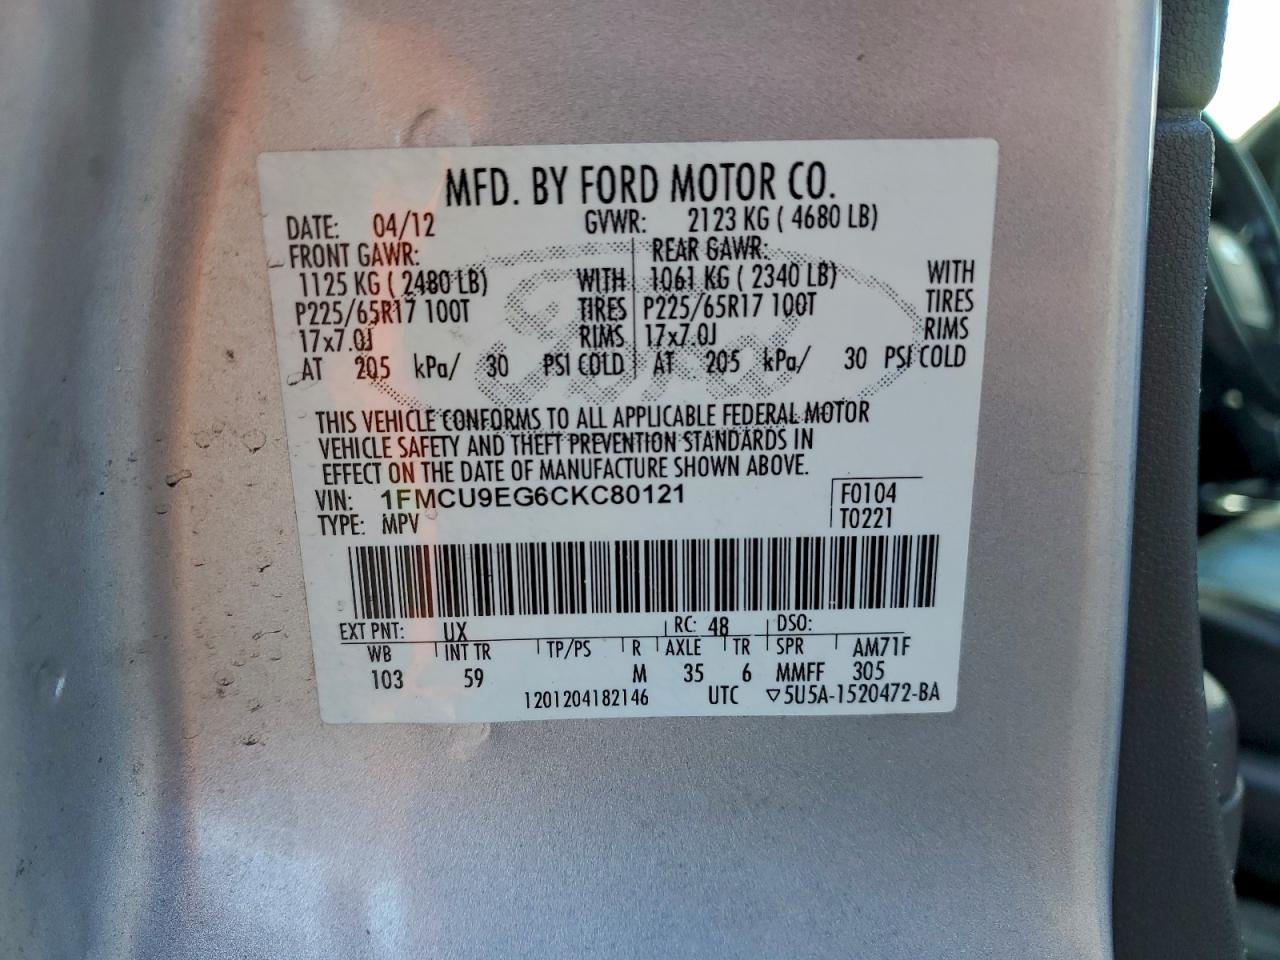 MFD. BY FORD MOTOR CO.
DATE: 04/12 GVWR: 2123 KG ( 4680 LB)
FRONT GAWR: REAR GAWR:
1125 KG ( 2480 LB) WITH 1061 KG ( 2340 LB) WITH
P225/65R17 100T TIRES P225/65R17 100T TIRES
17x7.0J RIMS 17x7.0J RIMS
AT 205 kPa/ 30 PSI COLD AT 205 kPa/ 30 PSI COLD
Ford
THIS VEHICLE CONFORMS TO ALL APPLICABLE FEDERAL MOTOR
VEHICLE SAFETY AND THEFT PREVENTION STANDARDS IN
EFFECT ON THE DATE OF MANUFACTURE SHOWN ABOVE.
VIN: 1FMCU9EG6CKC80121 F0104
TYPE: MPV T0221
EXT PNT: UX RC: 48 DSO:
WB INT TR TP/PS R AXLE TR SPR AM71F
103 59 M 35 6 MMFF 305
1201204182146 UTC ▽5U5A-1520472-BA